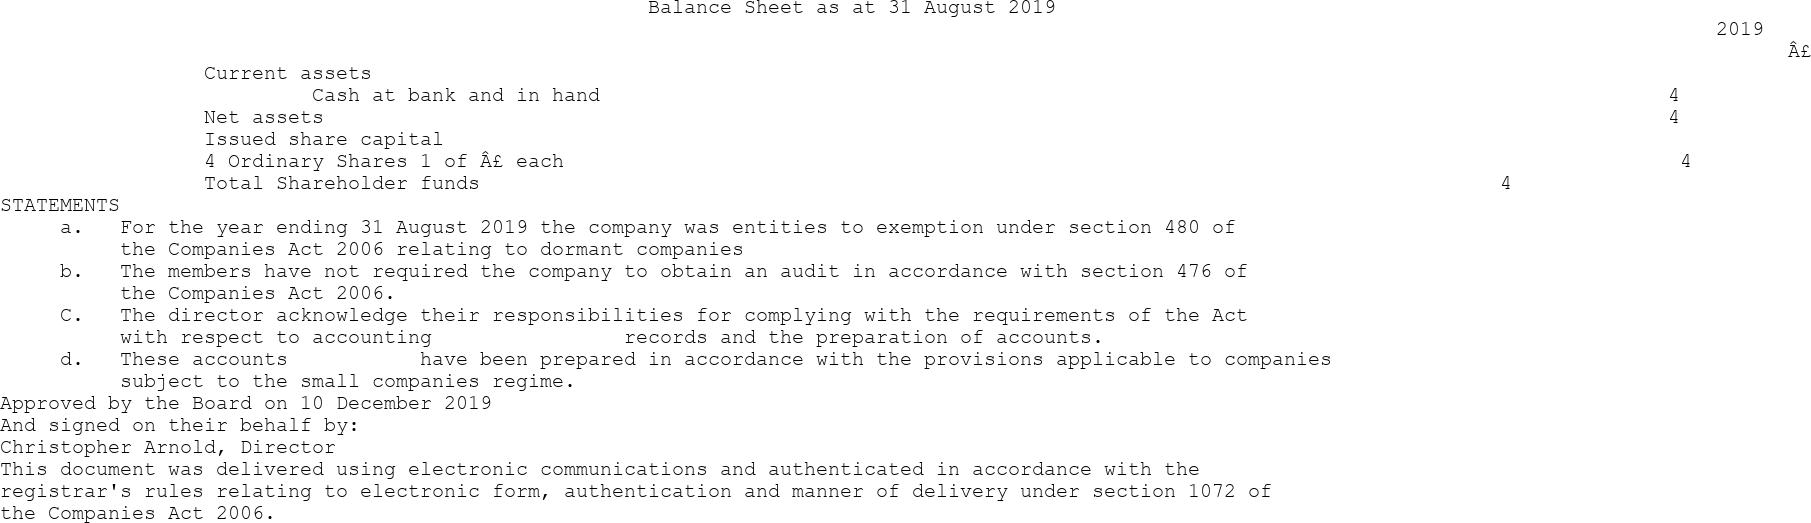 Balance Sheet as at 31 August 2019
2019
Â£
Current assets
Cash at bank and in hand 4
Net assets 4
Issued share capital
4 Ordinary Shares 1 of Â£ each 4
Total Shareholder funds 4
STATEMENTS
a. For the year ending 31 August 2019 the company was entities to exemption under section 480 of
the Companies Act 2006 relating to dormant companies
b. The members have not required the company to obtain an audit in accordance with section 476 of
the Companies Act 2006.
C. The director acknowledge their responsibilities for complying with the requirements of the Act
with respect to accounting records and the preparation of accounts.
d. These accounts have been prepared in accordance with the provisions applicable to companies
subject to the small companies regime.
Approved by the Board on 10 December 2019
And signed on their behalf by:
Christopher Arnold, Director
This document was delivered using electronic communications and authenticated in accordance with the
registrar's rules relating to electronic form, authentication and manner of delivery under section 1072 of
the Companies Act 2006.